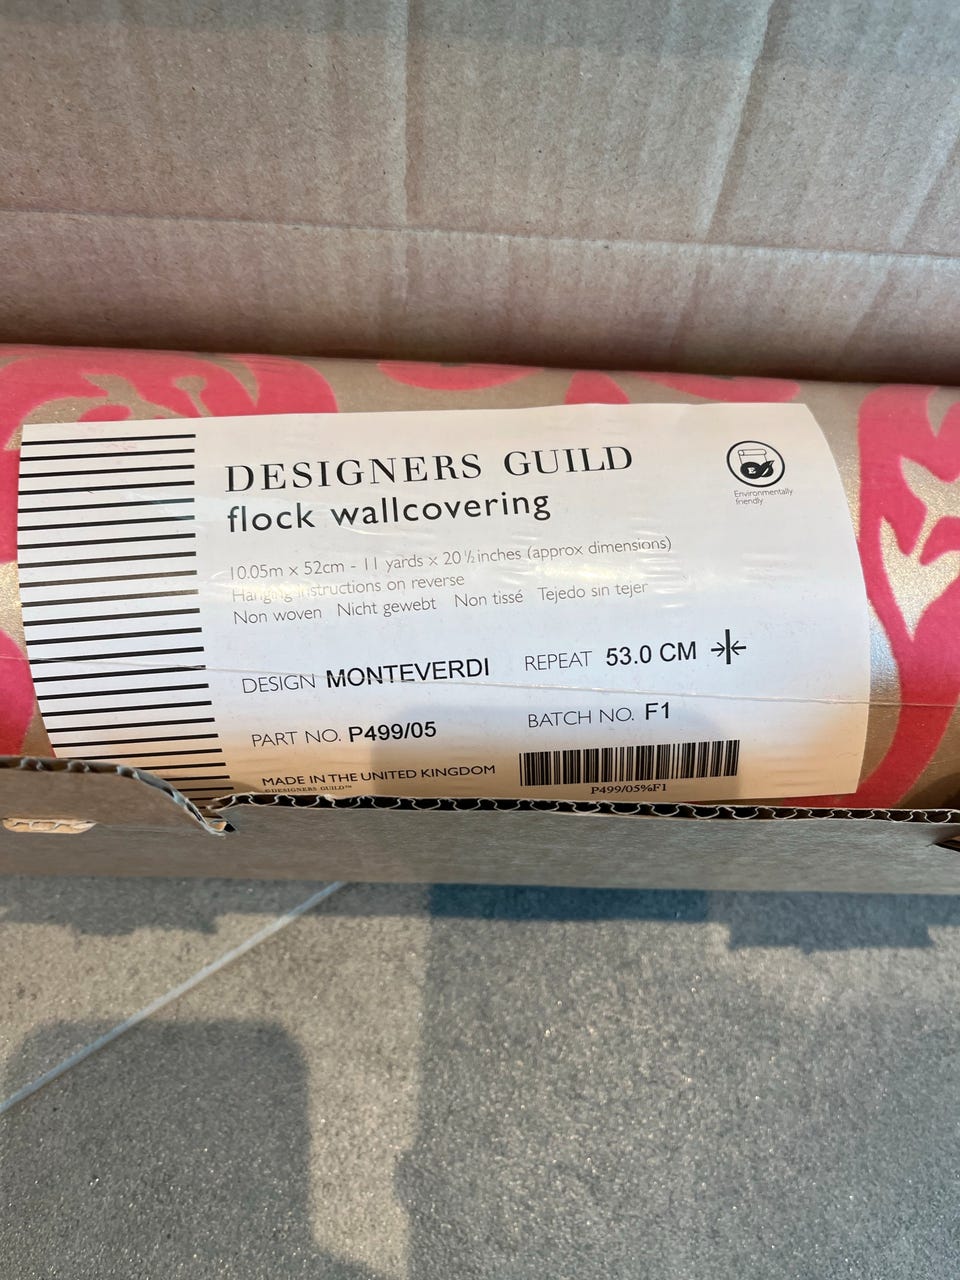 DESIGNERS GUILD
flock wallcovering
Environmentally
friendly
10.05m x 52cm - 11 yards x 20 ½ inches (approx dimensions)
Hanging instructions on reverse
Non woven Nicht gewebt Non tissé Tejedo sin tejer
DESIGN MONTEVERDI REPEAT 53.0 CM
PART NO. P499/05 BATCH NO. F1
MADE IN THE UNITED KINGDOM
©DESIGNERS GUILD™
P499/05%F1